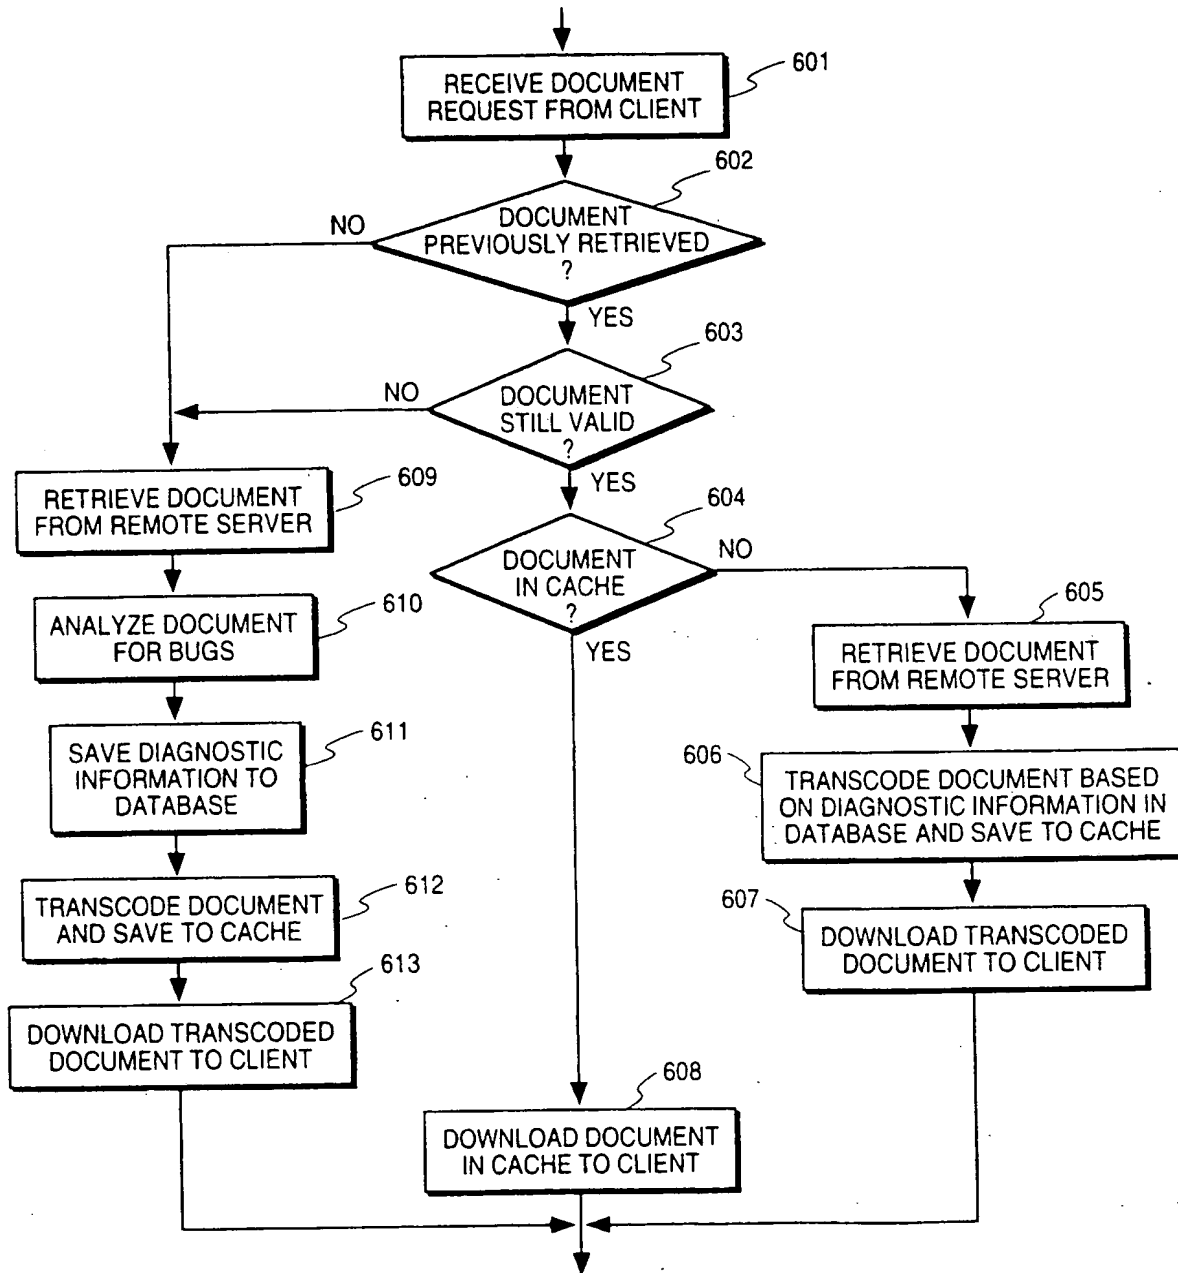 RECEIVE DOCUMENT
REQUEST FROM CLIENT
601
602
DOCUMENT
PREVIOUSLY RETRIEVED
?
NO
YES
603
DOCUMENT
STILL VALID
?
NO
YES
604
DOCUMENT
IN CACHE
?
NO
YES
609
RETRIEVE DOCUMENT
FROM REMOTE SERVER
610
ANALYZE DOCUMENT
FOR BUGS
611
SAVE DIAGNOSTIC
INFORMATION TO
DATABASE
612
TRANSCODE DOCUMENT
AND SAVE TO CACHE
613
DOWNLOAD TRANSCODED
DOCUMENT TO CLIENT
605
RETRIEVE DOCUMENT
FROM REMOTE SERVER
606
TRANSCODE DOCUMENT BASED
ON DIAGNOSTIC INFORMATION IN
DATABASE AND SAVE TO CACHE
607
DOWNLOAD TRANSCODED
DOCUMENT TO CLIENT
608
DOWNLOAD DOCUMENT
IN CACHE TO CLIENT